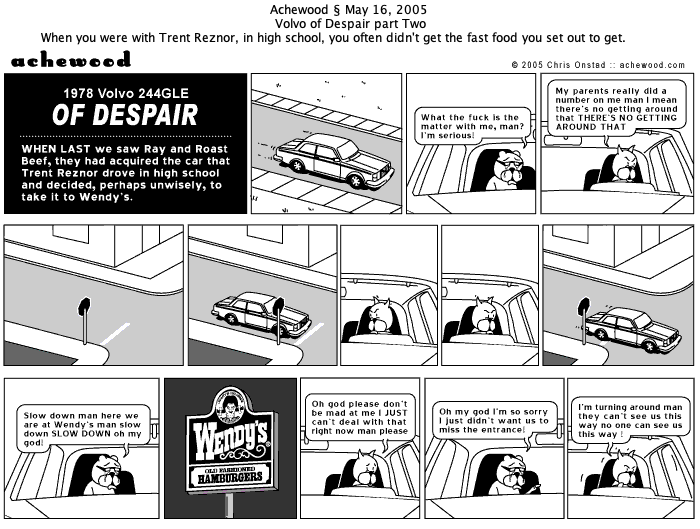 Achewood § May 16, 2005
Volvo of Despair part Two
When you were with Trent Reznor, in high school, you often didn't get the fast food you set out to get.
achewood
© 2005 Chris Onstad :: achewood.com
1978 Volvo 244GLE
OF DESPAIR
WHEN LAST we saw Ray and Roast
Beef, they had acquired the car that
Trent Reznor drove in high school
and decided, perhaps unwisely, to
take it to Wendy's.
What the fuck is the
matter with me, man?
I'm serious!
My parents really did a
number on me man I mean
there's no getting around
that THERE'S NO GETTING
AROUND THAT
Slow down man here we
are at Wendy's man slow
down SLOW DOWN oh my
god!
Wendy's
OLD FASHIONED
HAMBURGERS
Oh god please don't
be mad at me I JUST
can't deal with that
right now man please
Oh my god I'm so sorry
I just didn't want us to
miss the entrance!
I'm turning around man
they can't see us this
way no one can see us
this way !